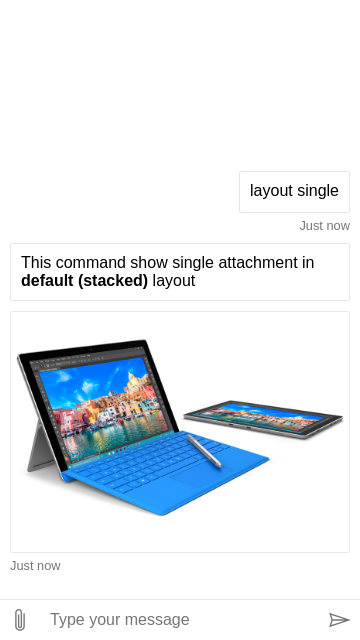 layout single
Just now
This command show single attachment in
default (stacked) layout
Just now
Type your message